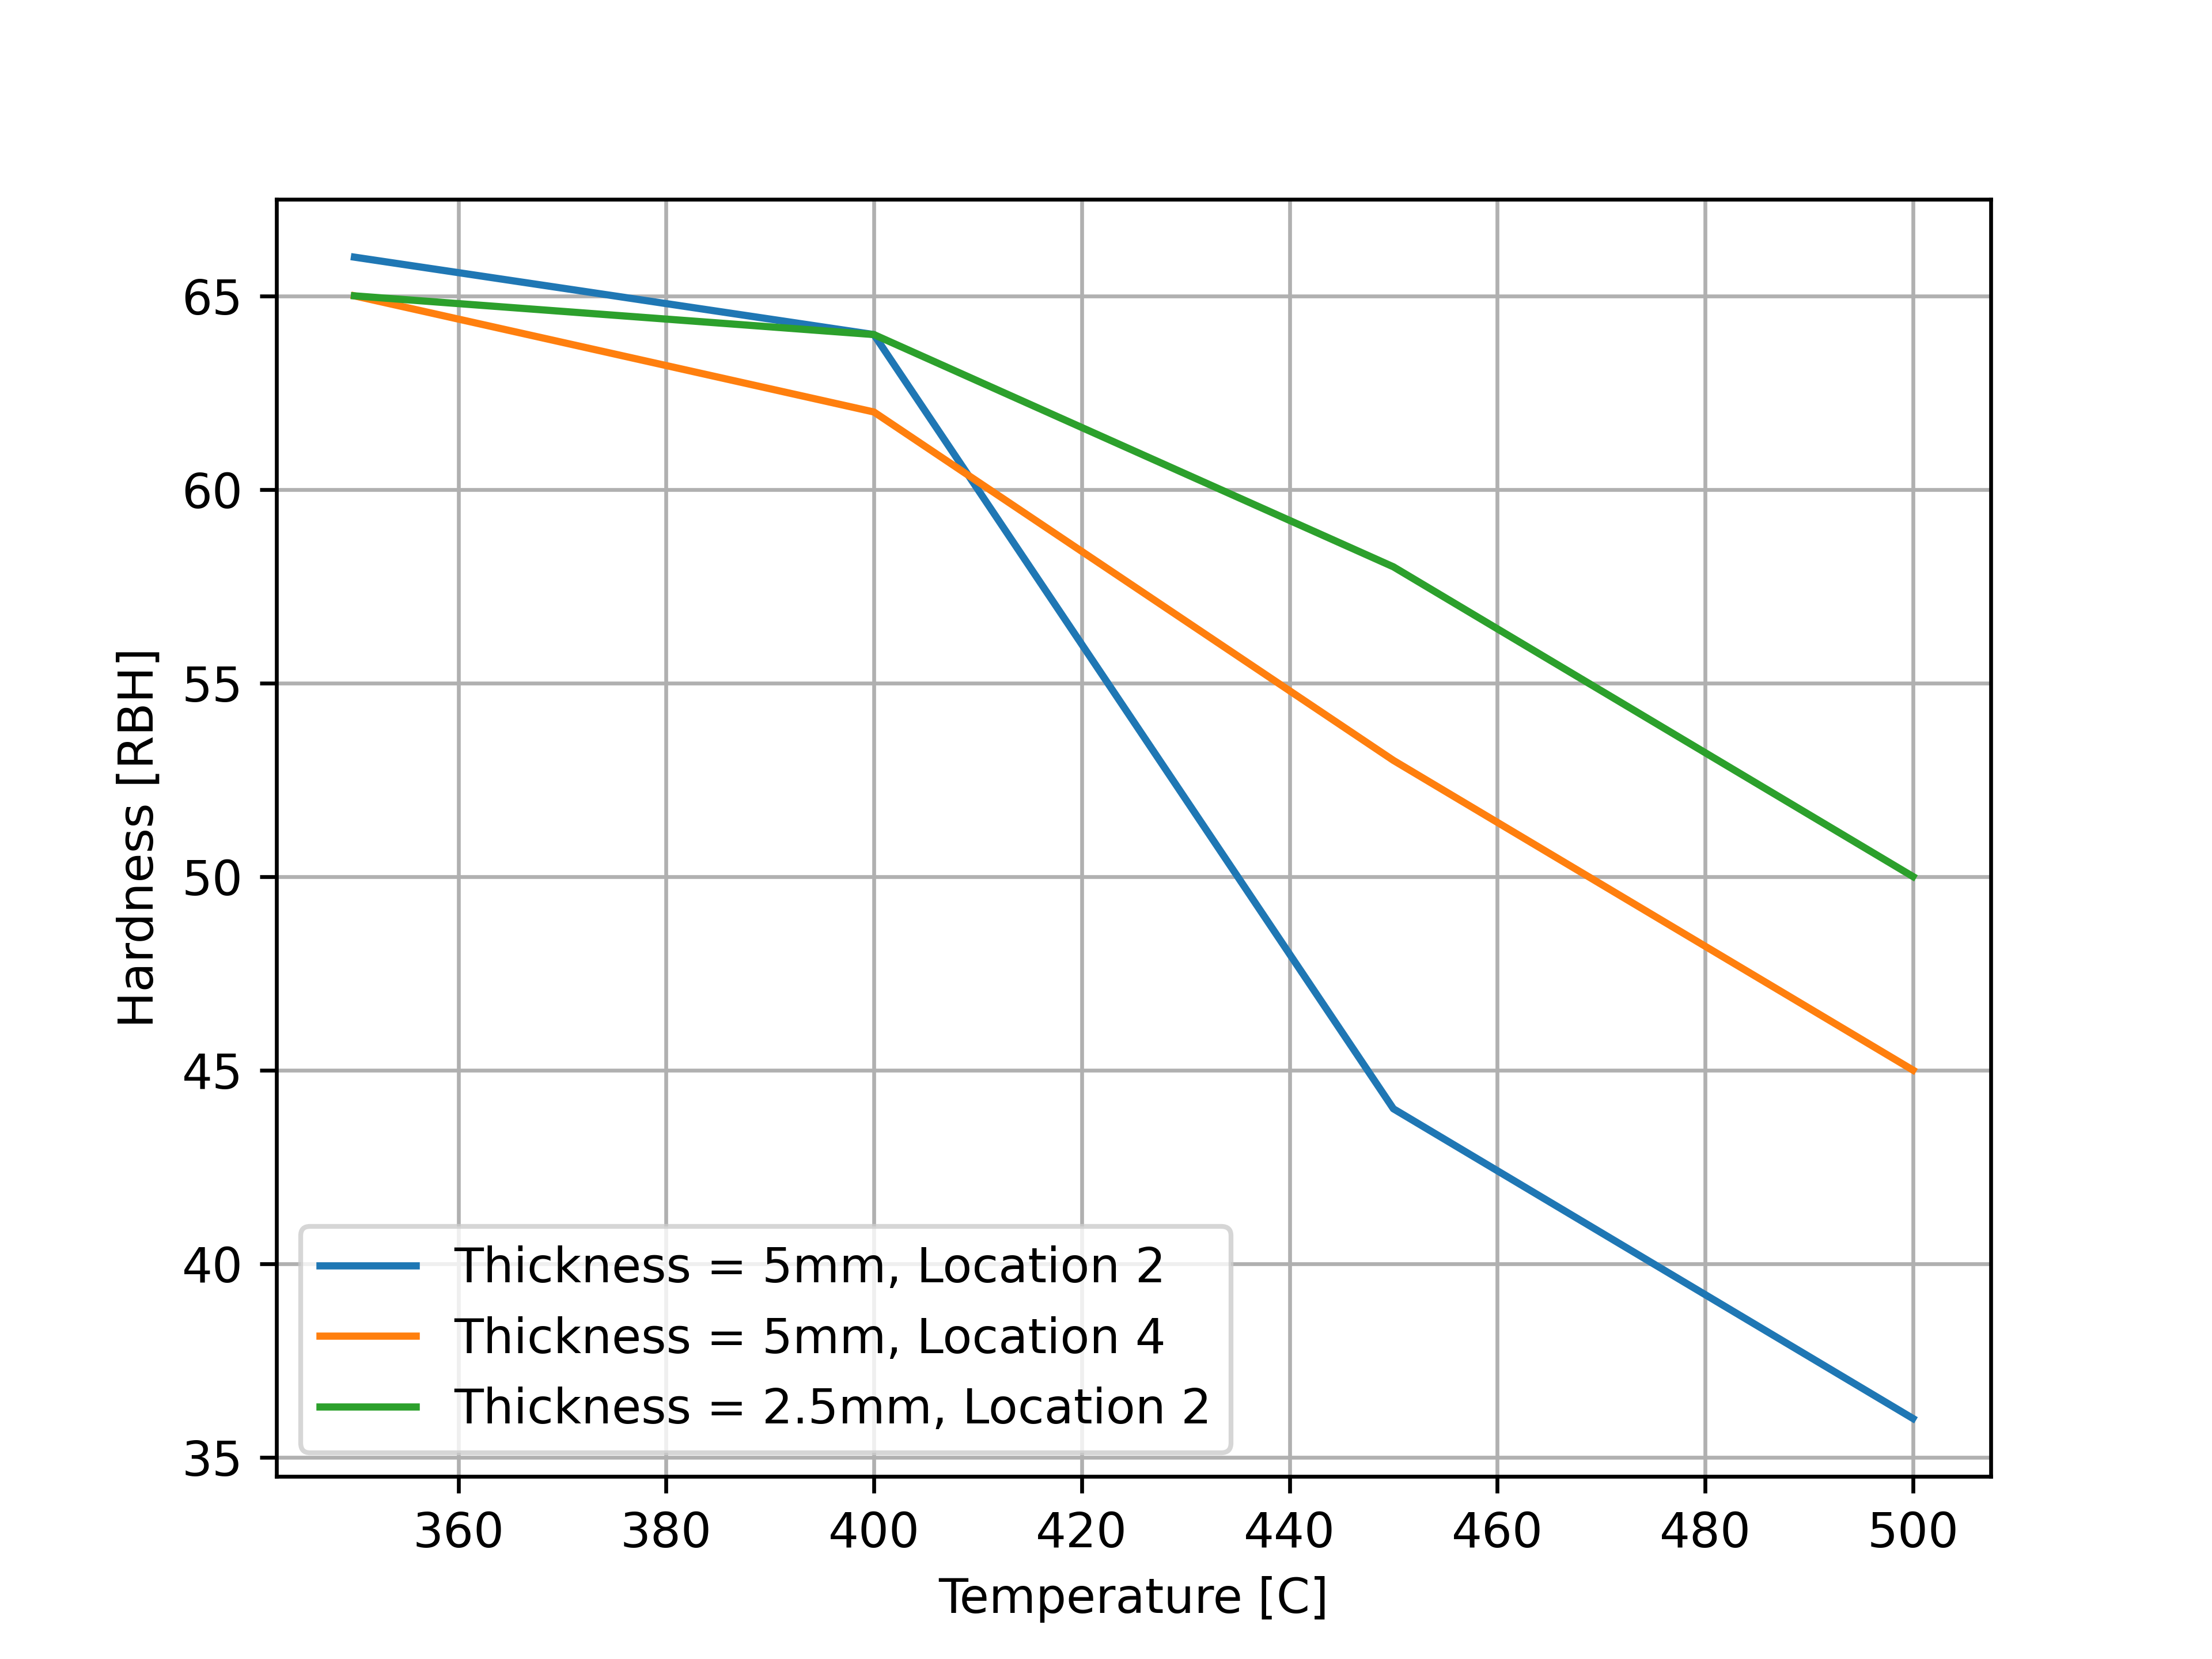 65
60
55
50
45
40
35
Hardness [RBH]
Thickness = 5mm, Location 2
Thickness = 5mm, Location 4
Thickness = 2.5mm, Location 2
360 380 400 420 440 460 480 500
Temperature [C]